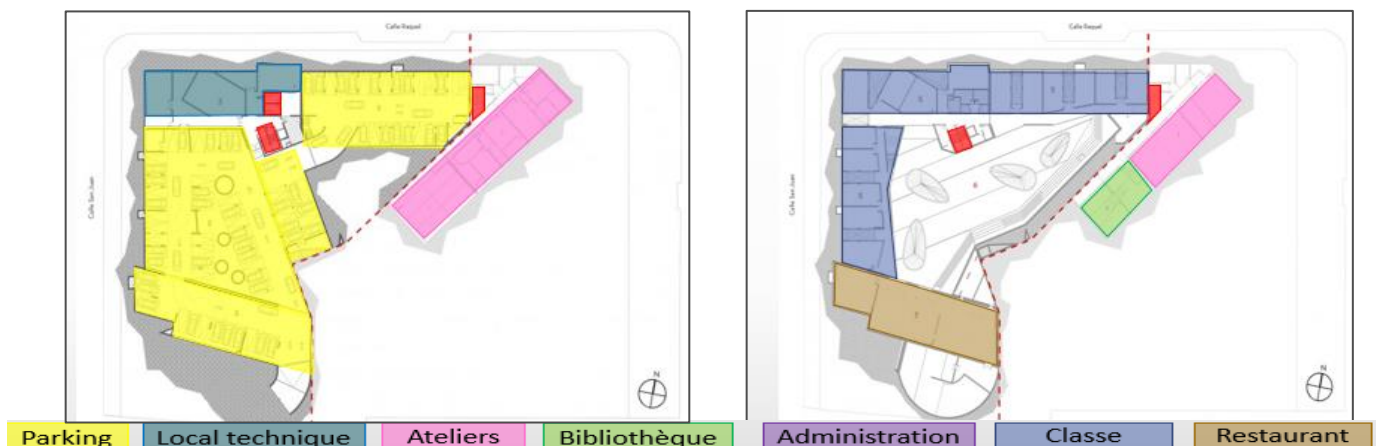 Calle Raquel
Calle Raquel
Calle San Juan
Calle San Juan
N
N
Parking
Local technique
Ateliers
Bibliothèque
Administration
Classe
Restaurant